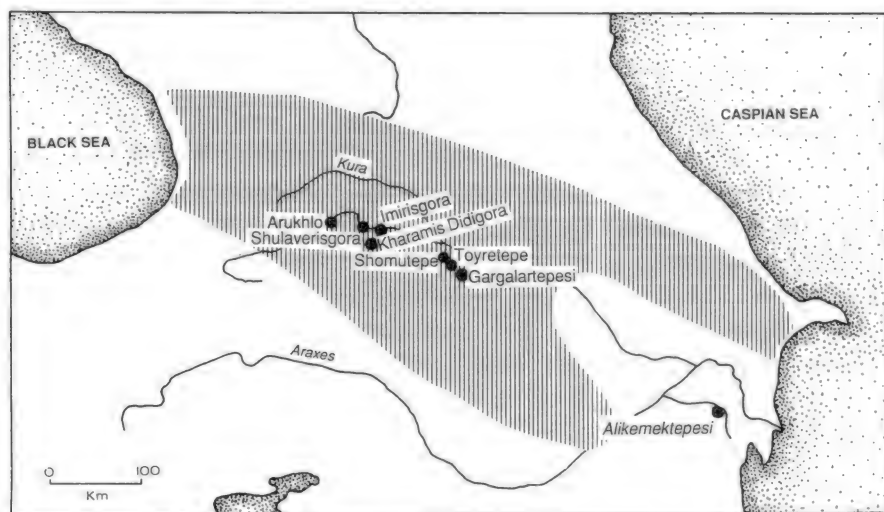 CASPIAN SEA
BLACK SEA
Kura
Imirisgora
Arukhlo
Kharamis Didigora
Shulaverisgora
Toyretepe
Shomutepe
Gargalartepesi
Araxes
Alikemektepesi
0 100
Km